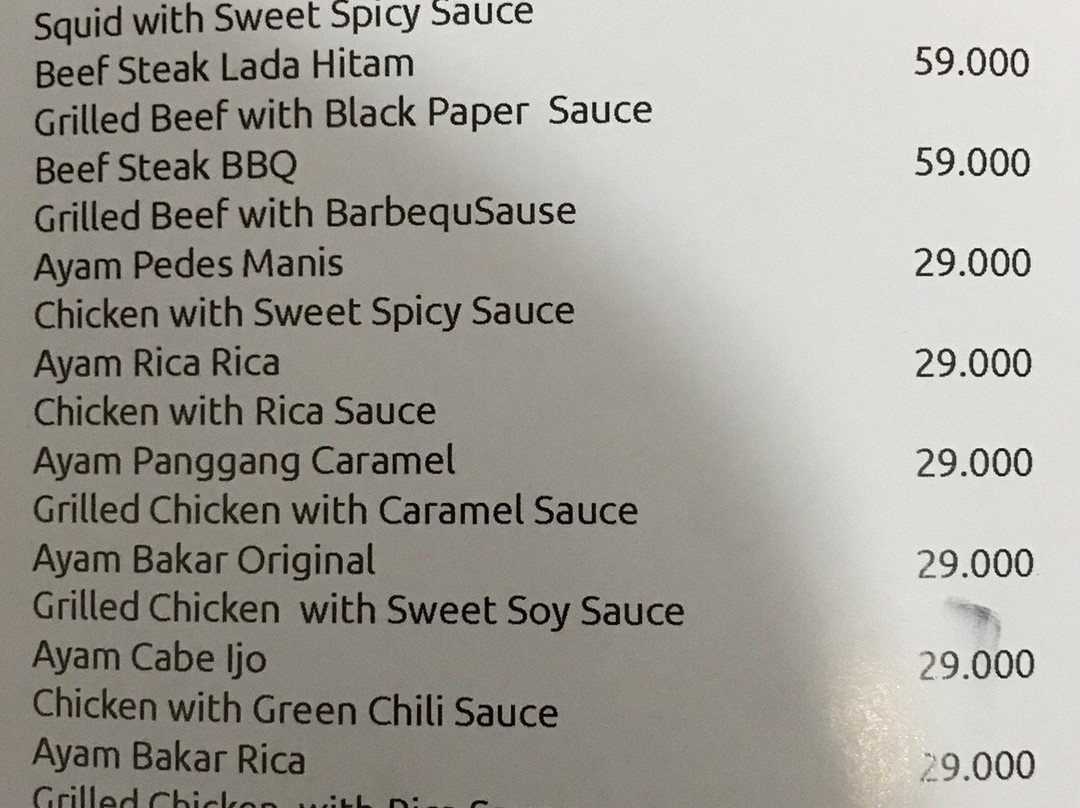 Squid with Sweet Spicy Sauce
Beef Steak Lada Hitam 59.000
Grilled Beef with Black Paper Sauce
Beef Steak BBQ 59.000
Grilled Beef with BarbequSause
Ayam Pedes Manis 29.000
Chicken with Sweet Spicy Sauce
Ayam Rica Rica 29.000
Chicken with Rica Sauce
Ayam Panggang Caramel 29.000
Grilled Chicken with Caramel Sauce
Ayam Bakar Original 29.000
Grilled Chicken with Sweet Soy Sauce
Ayam Cabe Ijo 29.000
Chicken with Green Chili Sauce
Ayam Bakar Rica 29.000
Grilled Chicken with